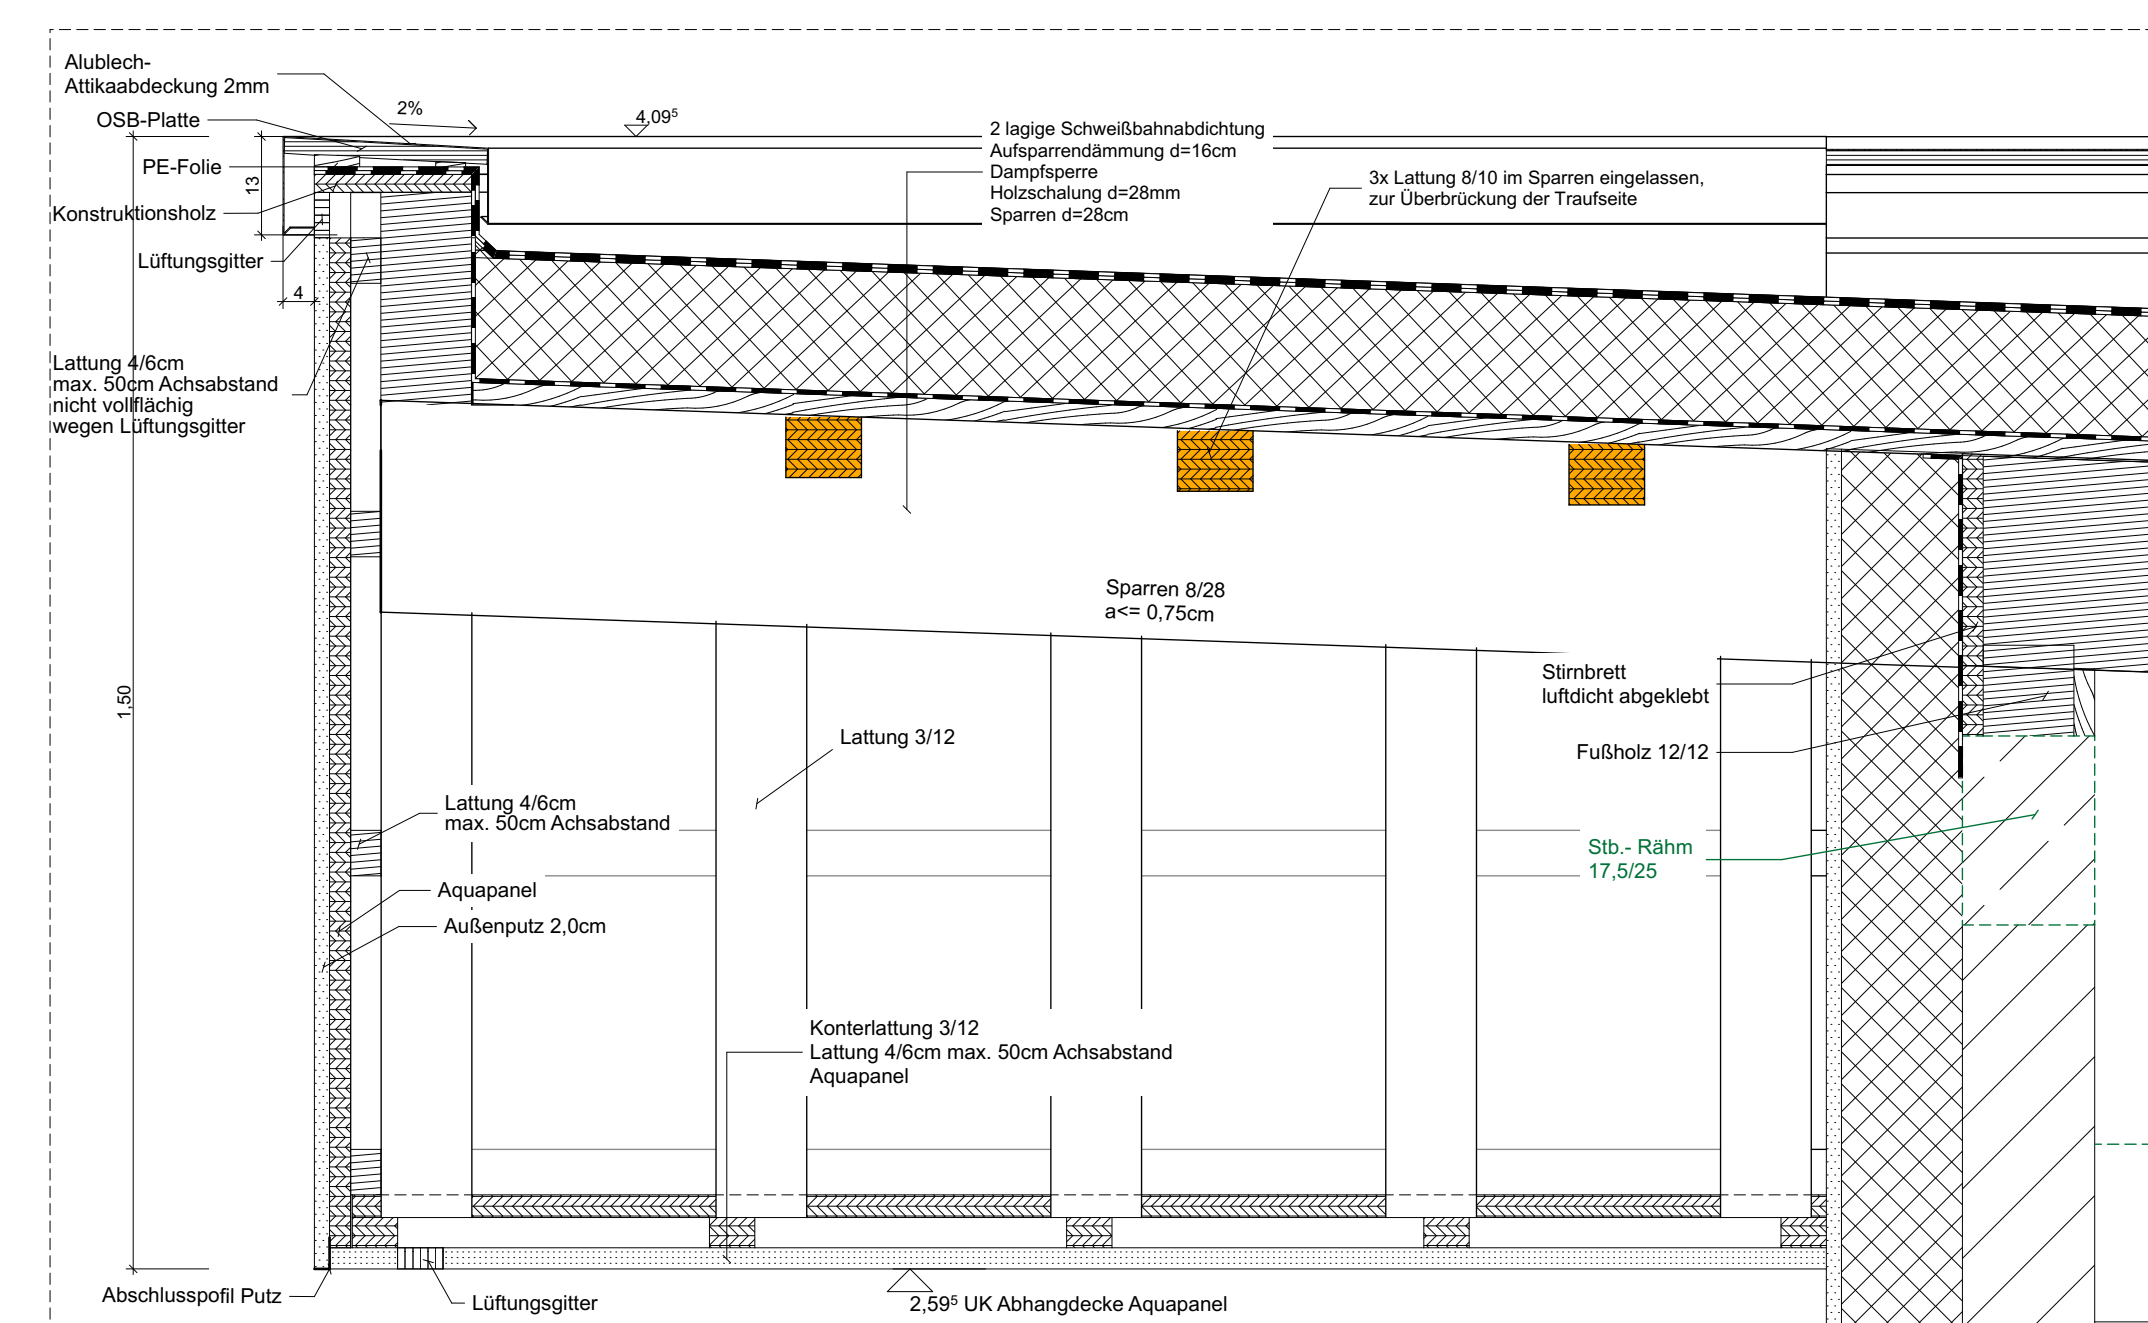 Alublech-
Attikaabdeckung 2mm
OSB-Platte
PE-Folie
Konstruktionsholz
Lüftungsgitter
2%
13
4
4,09⁵
2 lagige Schweißbahnabdichtung
Aufsparrendämmung d=16cm
Dampfsperre
Holzschalung d=28mm
Sparren d=28cm
3x Lattung 8/10 im Sparren eingelassen,
zur Überbrückung der Traufseite
Lattung 4/6cm
max. 50cm Achsabstand
nicht vollflächig
wegen Lüftungsgitter
Sparren 8/28
a<= 0,75cm
Stirnbrett
luftdicht abgeklebt
1,50
Lattung 3/12
Fußholz 12/12
Lattung 4/6cm
max. 50cm Achsabstand
Stb.- Rähm
17,5/25
Aquapanel
Außenputz 2,0cm
Konterlattung 3/12
Lattung 4/6cm max. 50cm Achsabstand
Aquapanel
Abschlusspofil Putz
Lüftungsgitter
2,59⁵ UK Abhangdecke Aquapanel